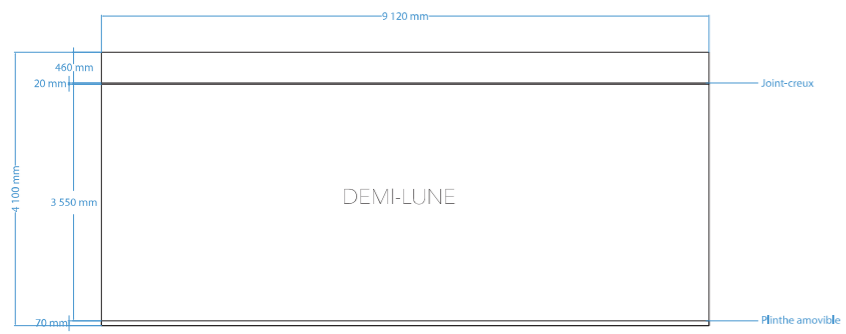 9 120 mm
460 mm
20 mm
Joint-creux
4 100 mm
3 550 mm
DEMI-LUNE
70 mm
Plinthe amovible